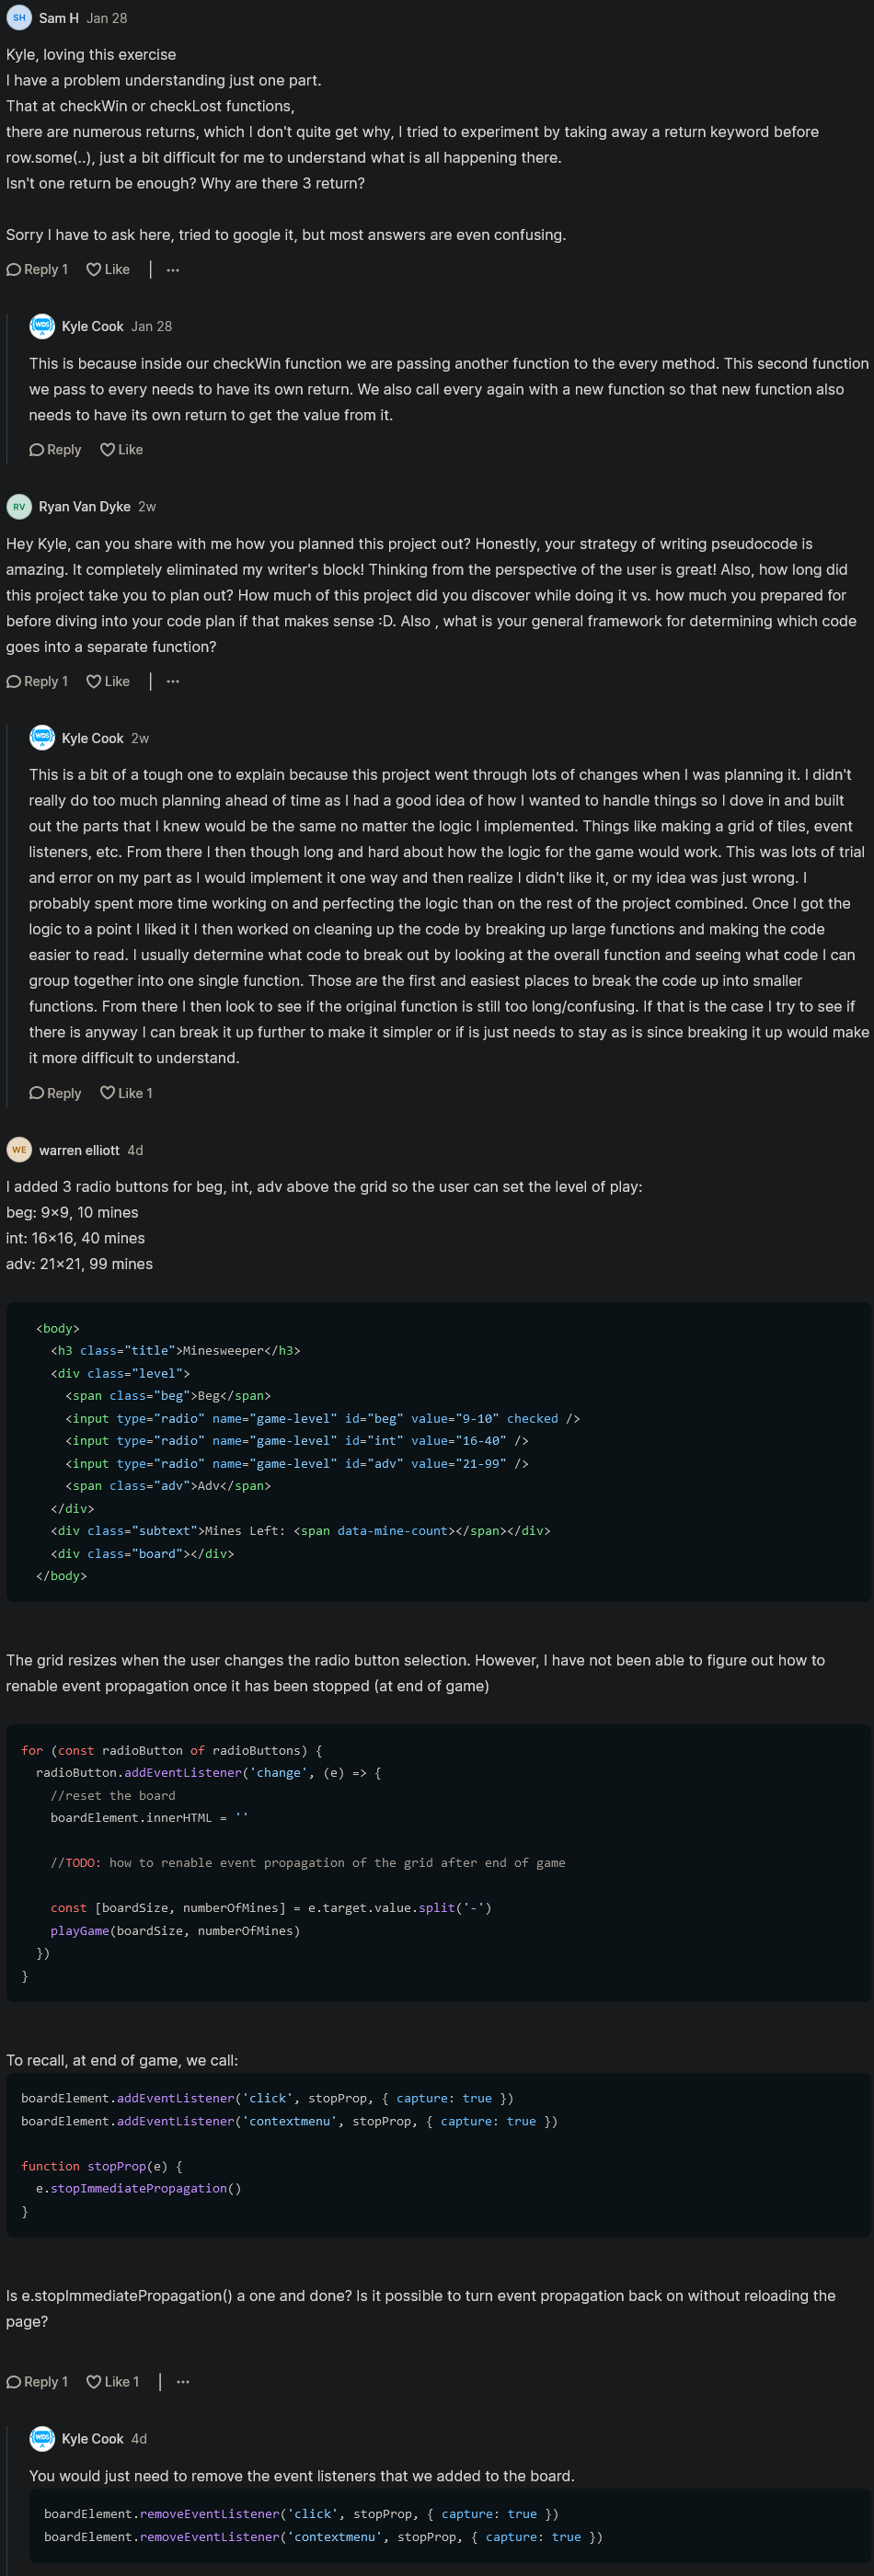 SH Sam H Jan 28
Kyle, loving this exercise
I have a problem understanding just one part.
That at checkWin or checkLost functions,
there are numerous returns, which I don't quite get why, I tried to experiment by taking away a return keyword before
row.some(..), just a bit difficult for me to understand what is all happening there.
Isn't one return be enough? Why are there 3 return?
Sorry I have to ask here, tried to google it, but most answers are even confusing.
Reply 1 Like | ...
WDS Kyle Cook Jan 28
This is because inside our checkWin function we are passing another function to the every method. This second function
we pass to every needs to have its own return. We also call every again with a new function so that new function also
needs to have its own return to get the value from it.
Reply Like
RV Ryan Van Dyke 2w
Hey Kyle, can you share with me how you planned this project out? Honestly, your strategy of writing pseudocode is
amazing. It completely eliminated my writer's block! Thinking from the perspective of the user is great! Also, how long did
this project take you to plan out? How much of this project did you discover while doing it vs. how much you prepared for
before diving into your code plan if that makes sense :D. Also , what is your general framework for determining which code
goes into a separate function?
Reply 1 Like | ...
WDS Kyle Cook 2w
This is a bit of a tough one to explain because this project went through lots of changes when I was planning it. I didn't
really do too much planning ahead of time as I had a good idea of how I wanted to handle things so I dove in and built
out the parts that I knew would be the same no matter the logic I implemented. Things like making a grid of tiles, event
listeners, etc. From there I then though long and hard about how the logic for the game would work. This was lots of trial
and error on my part as I would implement it one way and then realize I didn't like it, or my idea was just wrong. I
probably spent more time working on and perfecting the logic than on the rest of the project combined. Once I got the
logic to a point I liked it I then worked on cleaning up the code by breaking up large functions and making the code
easier to read. I usually determine what code to break out by looking at the overall function and seeing what code I can
group together into one single function. Those are the first and easiest places to break the code up into smaller
functions. From there I then look to see if the original function is still too long/confusing. If that is the case I try to see if
there is anyway I can break it up further to make it simpler or if is just needs to stay as is since breaking it up would make
it more difficult to understand.
Reply Like 1
WE warren elliott 4d
I added 3 radio buttons for beg, int, adv above the grid so the user can set the level of play:
beg: 9×9, 10 mines
int: 16×16, 40 mines
adv: 21×21, 99 mines
<body>
<h3 class="title">Minesweeper</h3>
<div class="level">
<span class="beg">Beg</span>
<input type="radio" name="game-level" id="beg" value="9-10" checked />
<input type="radio" name="game-level" id="int" value="16-40" />
<input type="radio" name="game-level" id="adv" value="21-99" />
<span class="adv">Adv</span>
</div>
<div class="subtext">Mines Left: <span data-mine-count></span></div>
<div class="board"></div>
</body>
The grid resizes when the user changes the radio button selection. However, I have not been able to figure out how to
renable event propagation once it has been stopped (at end of game)
for (const radioButton of radioButtons) {
radioButton.addEventListener('change', (e) => {
//reset the board
boardElement.innerHTML = ''
//TODO: how to renable event propagation of the grid after end of game
const [boardSize, numberOfMines] = e.target.value.split('-')
playGame(boardSize, numberOfMines)
})
}
To recall, at end of game, we call:
boardElement.addEventListener('click', stopProp, { capture: true })
boardElement.addEventListener('contextmenu', stopProp, { capture: true })
function stopProp(e) {
e.stopImmediatePropagation()
}
Is e.stopImmediatePropagation() a one and done? Is it possible to turn event propagation back on without reloading the
page?
Reply 1 Like 1 | ...
WDS Kyle Cook 4d
You would just need to remove the event listeners that we added to the board.
boardElement.removeEventListener('click', stopProp, { capture: true })
boardElement.removeEventListener('contextmenu', stopProp, { capture: true })